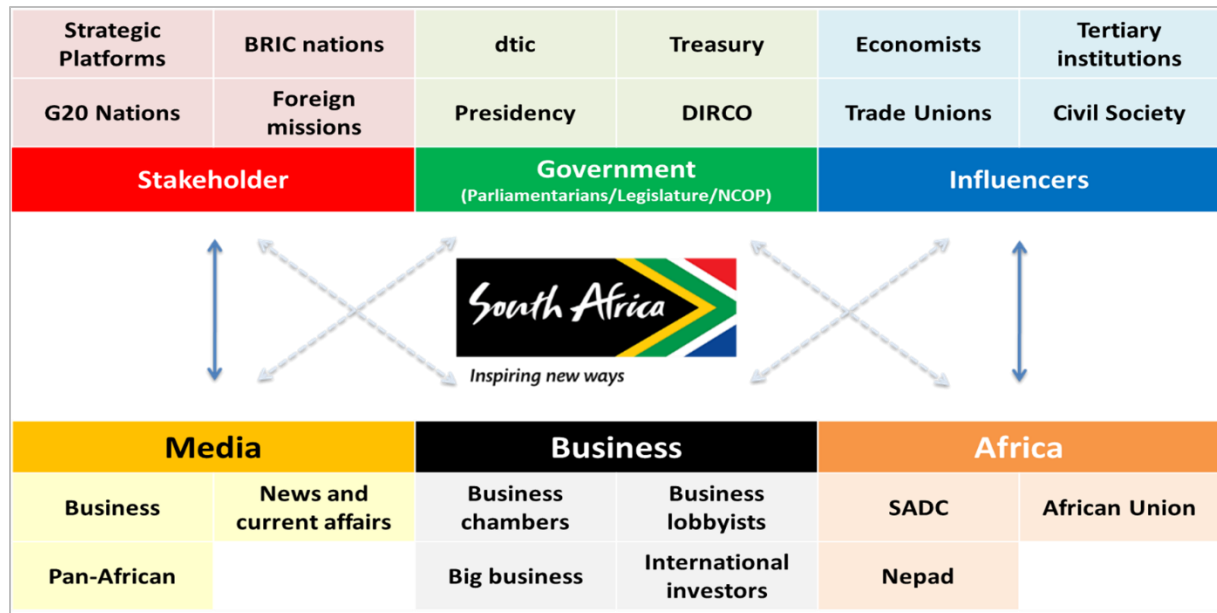 Strategic
Platforms
BRIC nations
dtic
Treasury
Economists
Tertiary
institutions
G20 Nations
Foreign
missions
Presidency
DIRCO
Trade Unions
Civil Society
Stakeholder
Government
(Parliamentarians/Legislature/NCOP)
Influencers
South Africa
Inspiring new ways
Media
Business
Africa
Business
News and
current affairs
Business
chambers
Business
lobbyists
SADC
African Union
Pan-African
Big business
International
investors
Nepad